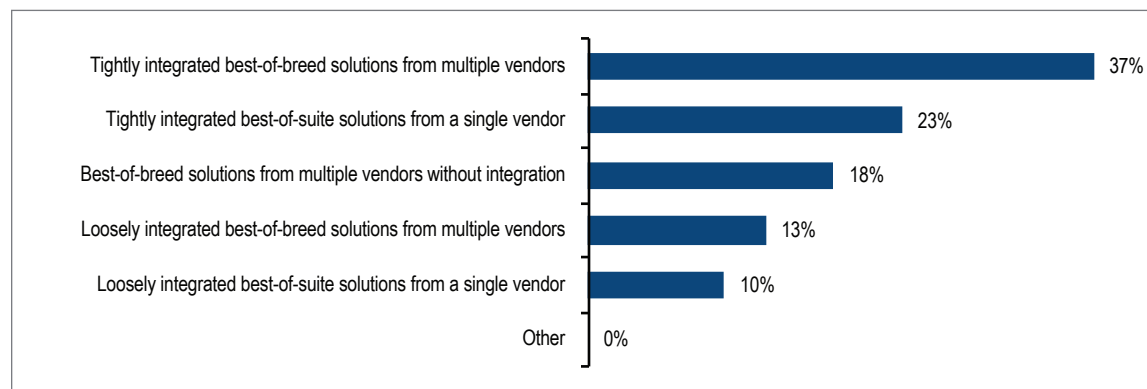 Tightly integrated best-of-breed solutions from multiple vendors 37%
Tightly integrated best-of-suite solutions from a single vendor 23%
Best-of-breed solutions from multiple vendors without integration 18%
Loosely integrated best-of-breed solutions from multiple vendors 13%
Loosely integrated best-of-suite solutions from a single vendor 10%
Other 0%